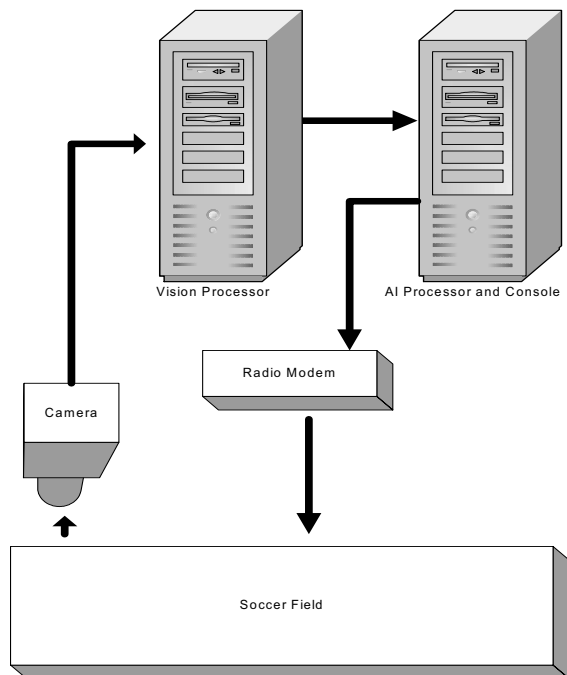 Vision Processor
AI Processor and Console
Radio Modem
Camera
Soccer Field